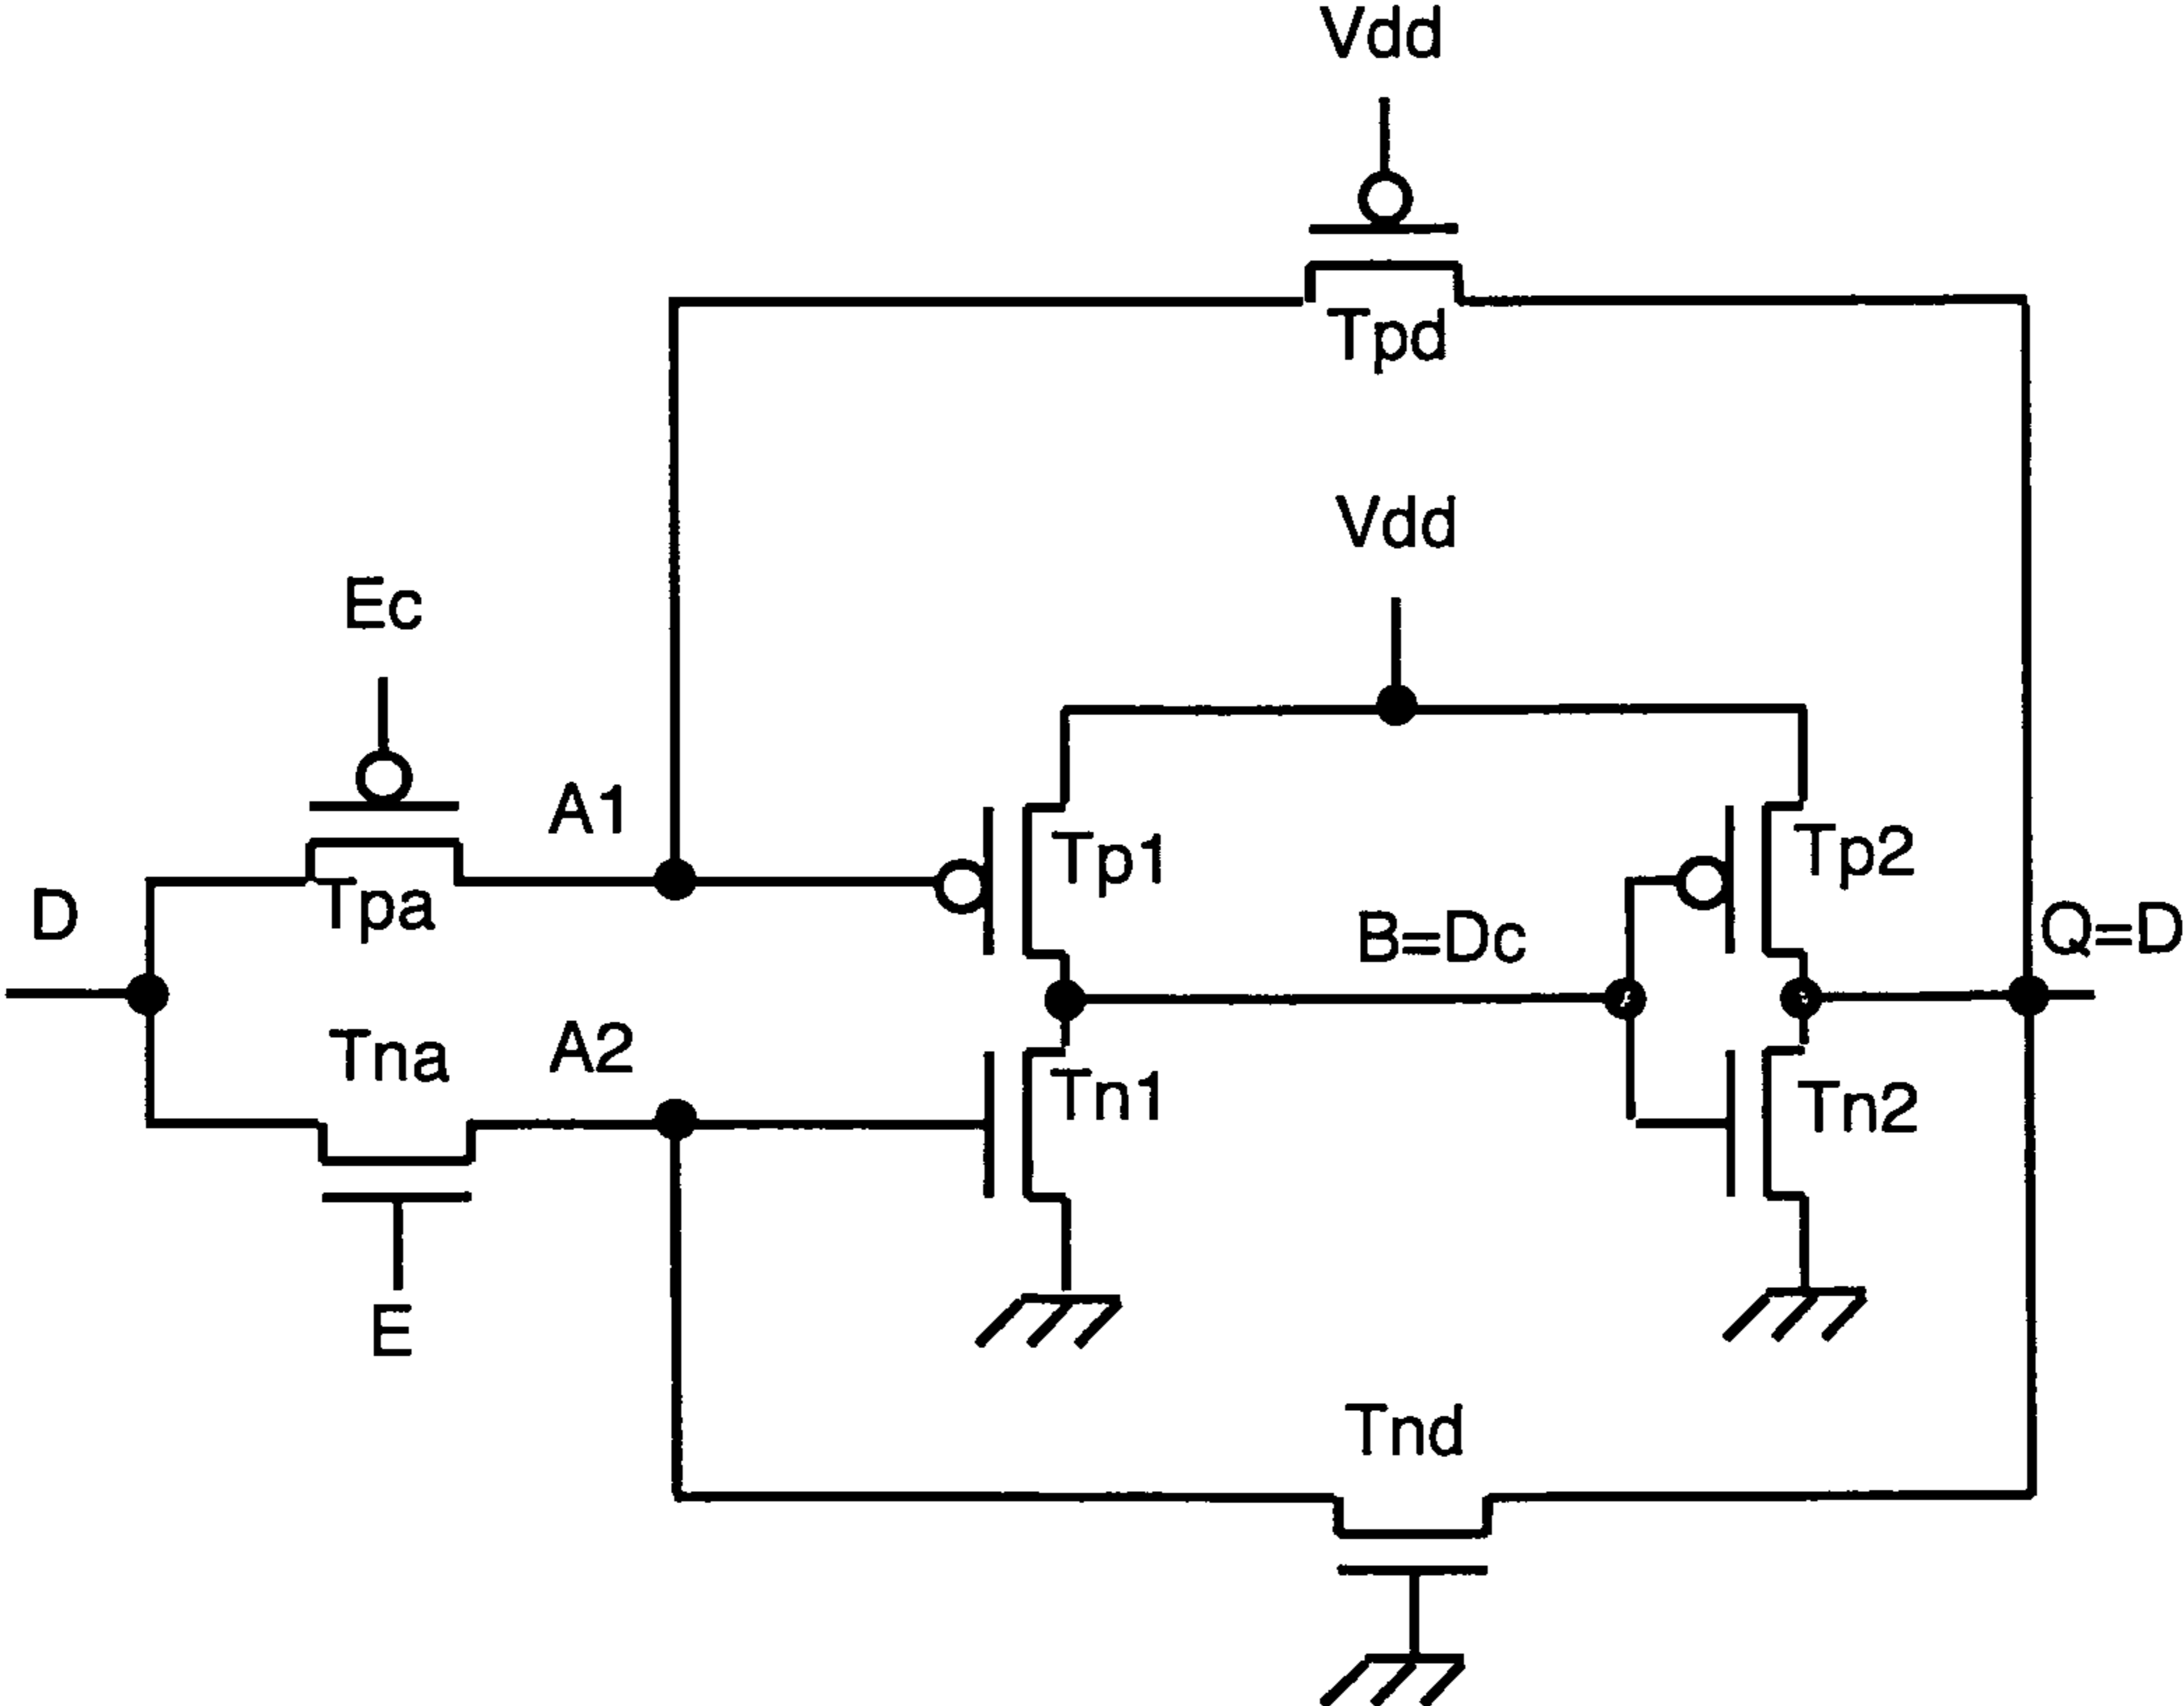 Vdd
Tpd
Vdd
Ec
A1
Tp1
Tp2
Tpa
D
B=Dc
Q=D
Tna
A2
Tn1
Tn2
E
Tnd